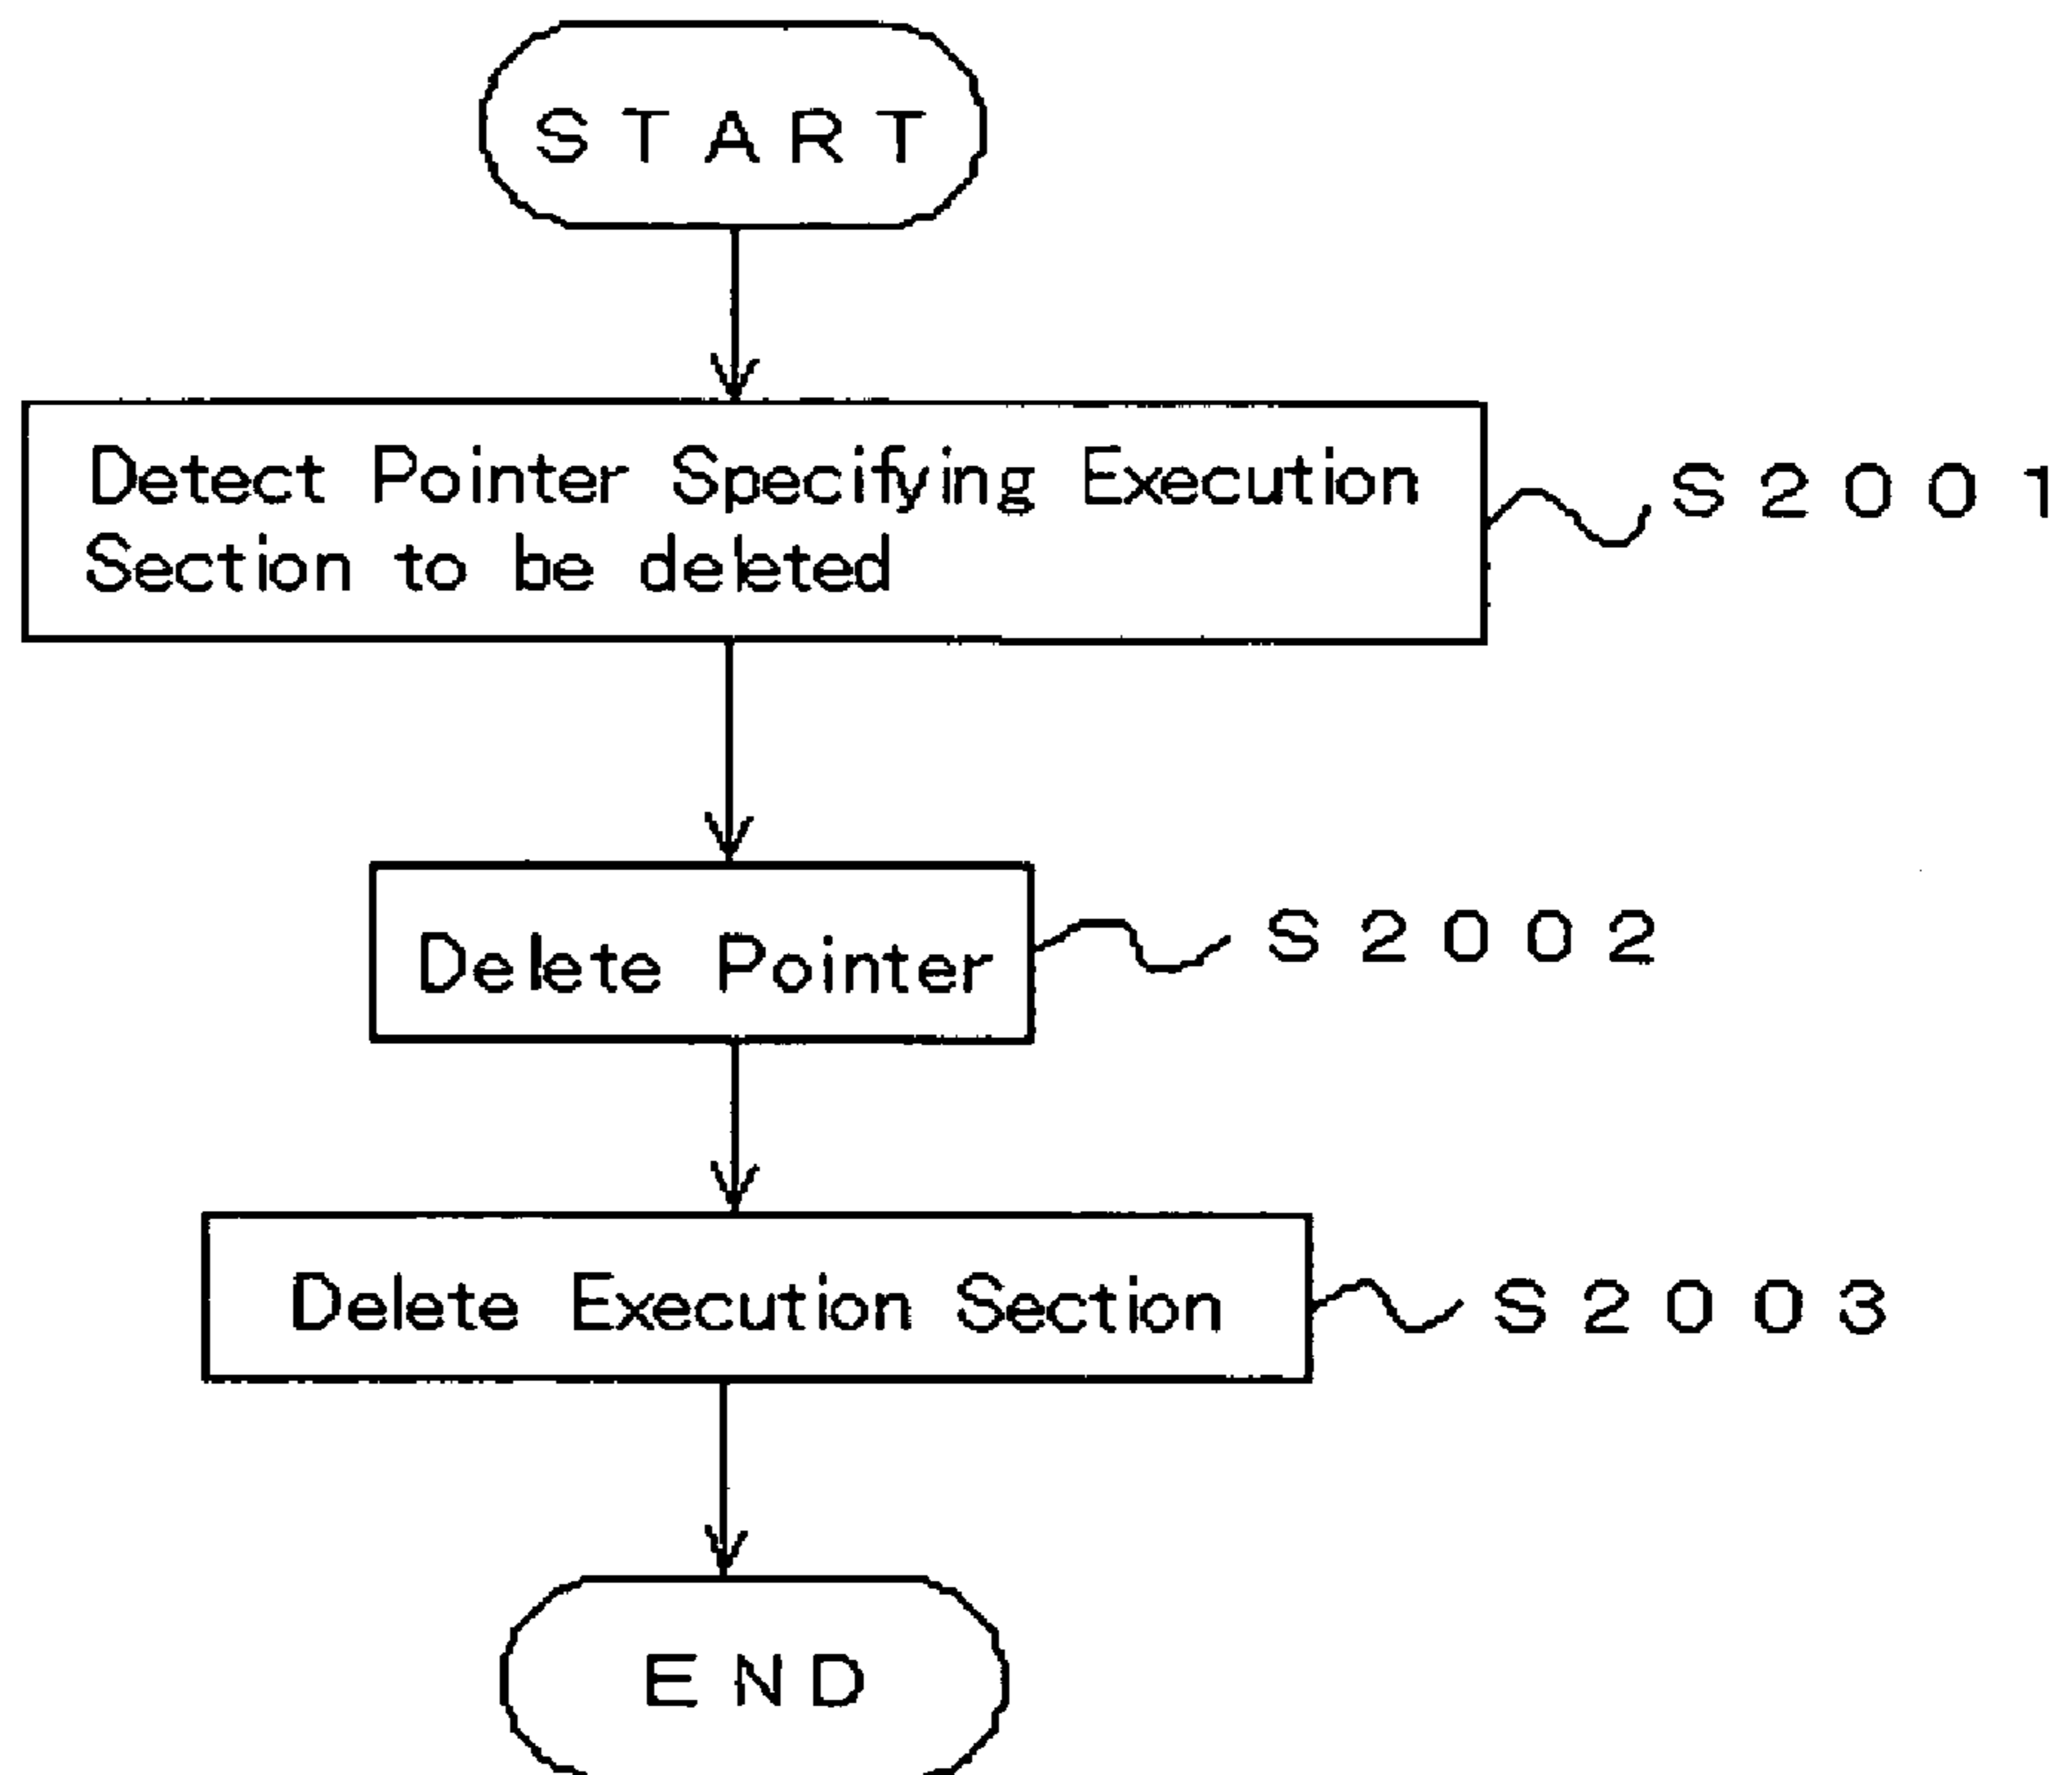 START
Detect Pointer Specifying Execution
Section to be deleted
S2001
Delete Pointer
S2002
Delete Execution Section
S2003
END